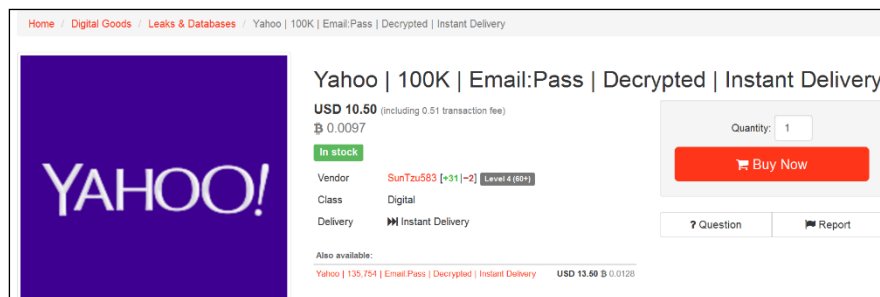 Home / Digital Goods / Leaks & Databases / Yahoo | 100K | Email:Pass | Decrypted | Instant Delivery
YAHOO!
Yahoo | 100K | Email:Pass | Decrypted | Instant Delivery
USD 10.50 (including 0.51 transaction fee)
฿ 0.0097
In stock
Vendor SunTzu583 [+31|−2] Level 4 (60+)
Class Digital
Delivery Instant Delivery
Also available:
Yahoo | 135,754 | Email:Pass | Decrypted | Instant Delivery USD 13.50 ฿ 0.0128
Quantity: 1
Buy Now
? Question
Report